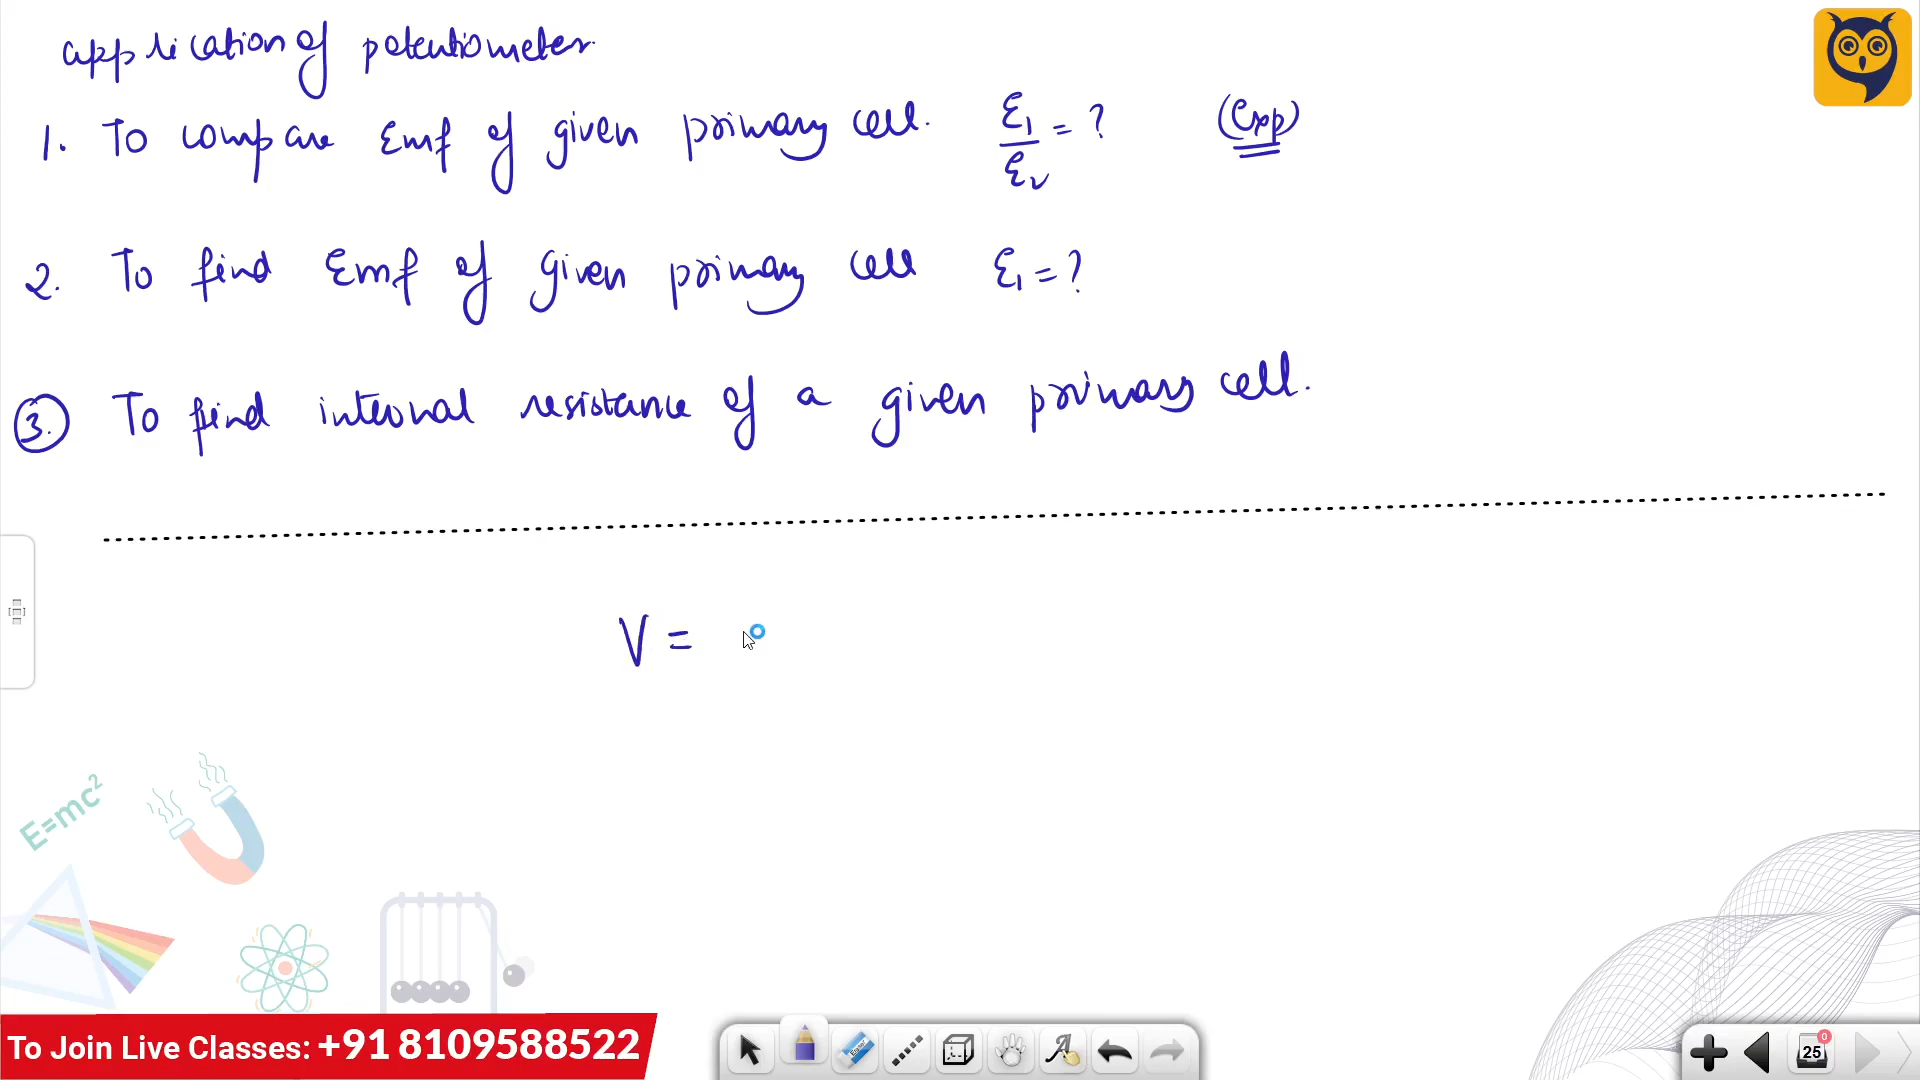 application of potentiometer.
1. To compare Emf of given primary cell. ε1/ε2 = ? (Exp)
2. To find Emf of given primary cell ε1 = ?
3. To find internal resistance of a given primary cell.
V =
E=mc²
To Join Live Classes: +91 8109588522
Eraser
A
25
0